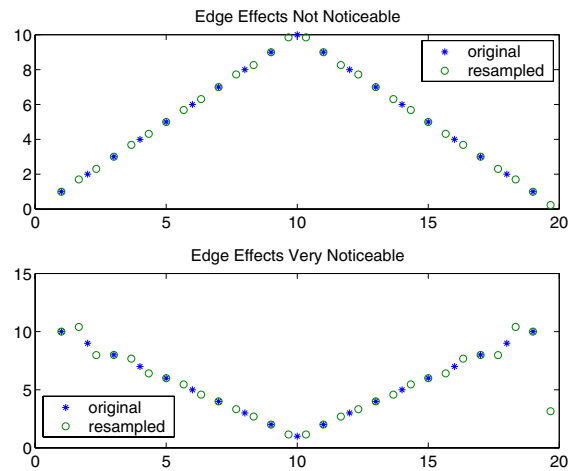 Edge Effects Not Noticeable
10
8
6
4
2
0
0 5 10 15 20
original
resampled
Edge Effects Very Noticeable
15
10
5
0
0 5 10 15 20
original
resampled